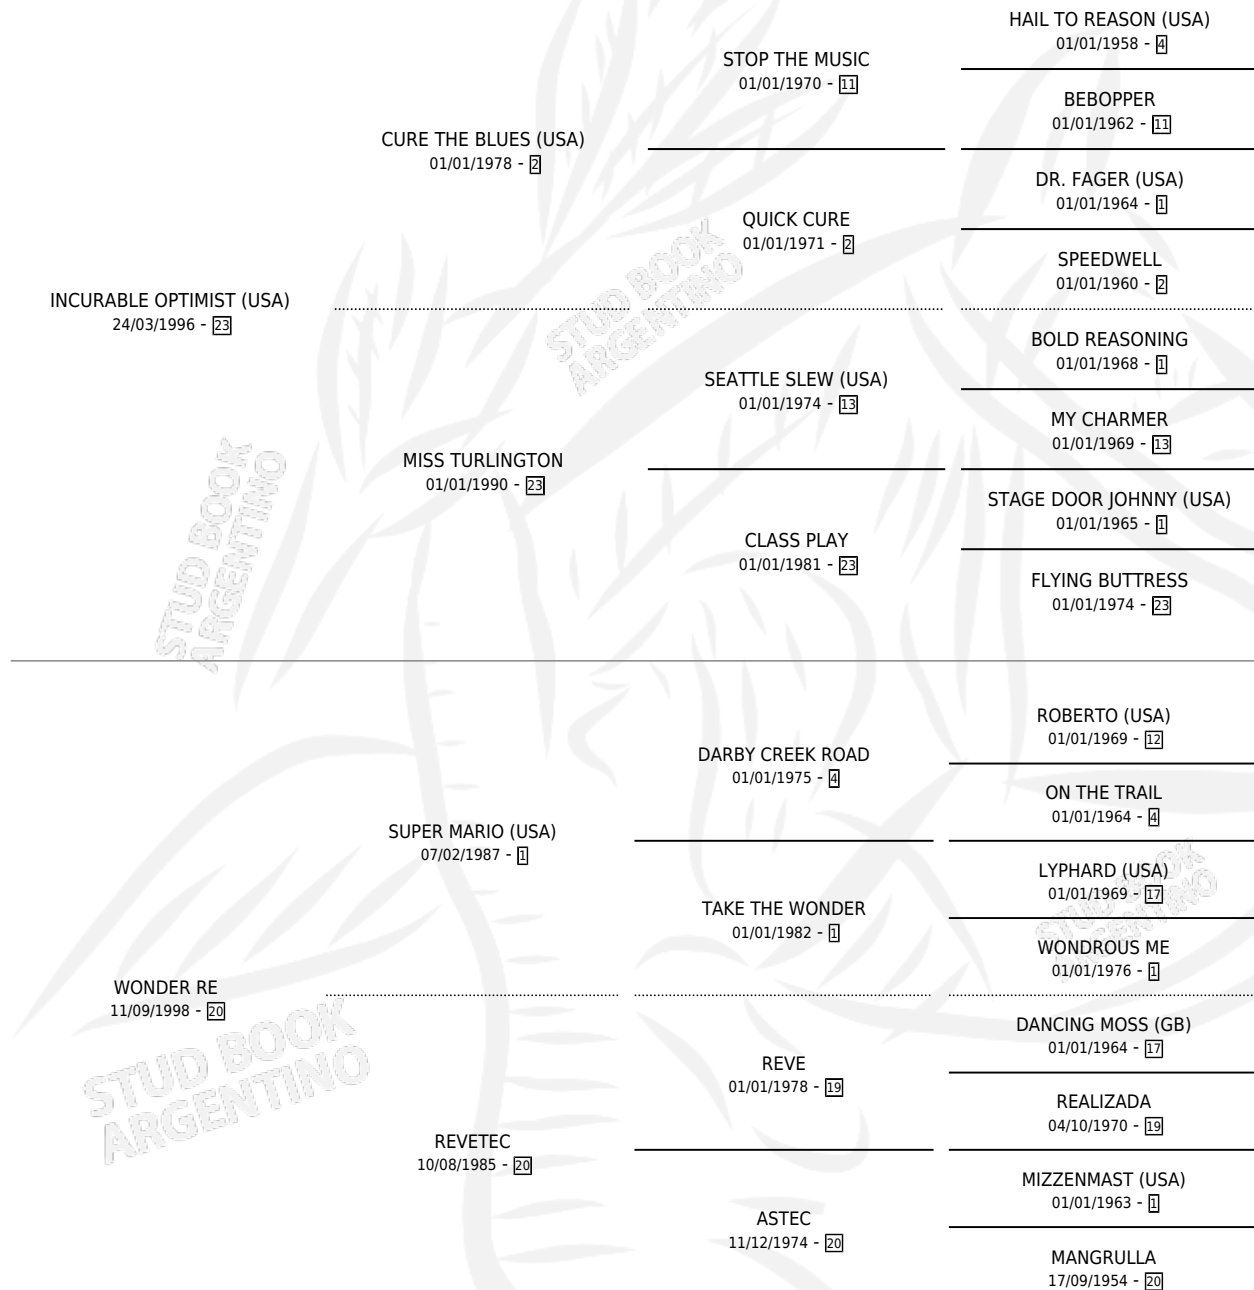 HAIL TO REASON (USA)
01/01/1958 - 4
STOP THE MUSIC
01/01/1970 - 11
BEBOPPER
01/01/1962 - 11
CURE THE BLUES (USA)
01/01/1978 - 2
DR. FAGER (USA)
01/01/1964 - 1
QUICK CURE
01/01/1971 - 2
SPEEDWELL
01/01/1960 - 2
INCURABLE OPTIMIST (USA)
24/03/1996 - 23
BOLD REASONING
01/01/1968 - 1
SEATTLE SLEW (USA)
01/01/1974 - 13
MY CHARMER
01/01/1969 - 13
MISS TURLINGTON
01/01/1990 - 23
STAGE DOOR JOHNNY (USA)
01/01/1965 - 1
CLASS PLAY
01/01/1981 - 23
FLYING BUTTRESS
01/01/1974 - 23
ROBERTO (USA)
01/01/1969 - 12
DARBY CREEK ROAD
01/01/1975 - 4
ON THE TRAIL
01/01/1964 - 4
SUPER MARIO (USA)
07/02/1987 - 1
LYPHARD (USA)
01/01/1969 - 17
TAKE THE WONDER
01/01/1982 - 1
WONDROUS ME
01/01/1976 - 1
WONDER RE
11/09/1998 - 20
DANCING MOSS (GB)
01/01/1964 - 17
REVE
01/01/1978 - 19
REALIZADA
04/10/1970 - 19
REVETEC
10/08/1985 - 20
MIZZENMAST (USA)
01/01/1963 - 1
ASTEC
11/12/1974 - 20
MANGRULLA
17/09/1954 - 20
STUD BOOK
ARGENTINO
STUD BOOK
ARGENTINO
STUD BOOK
ARGENTINO
STUD BOOK
ARGENTINO